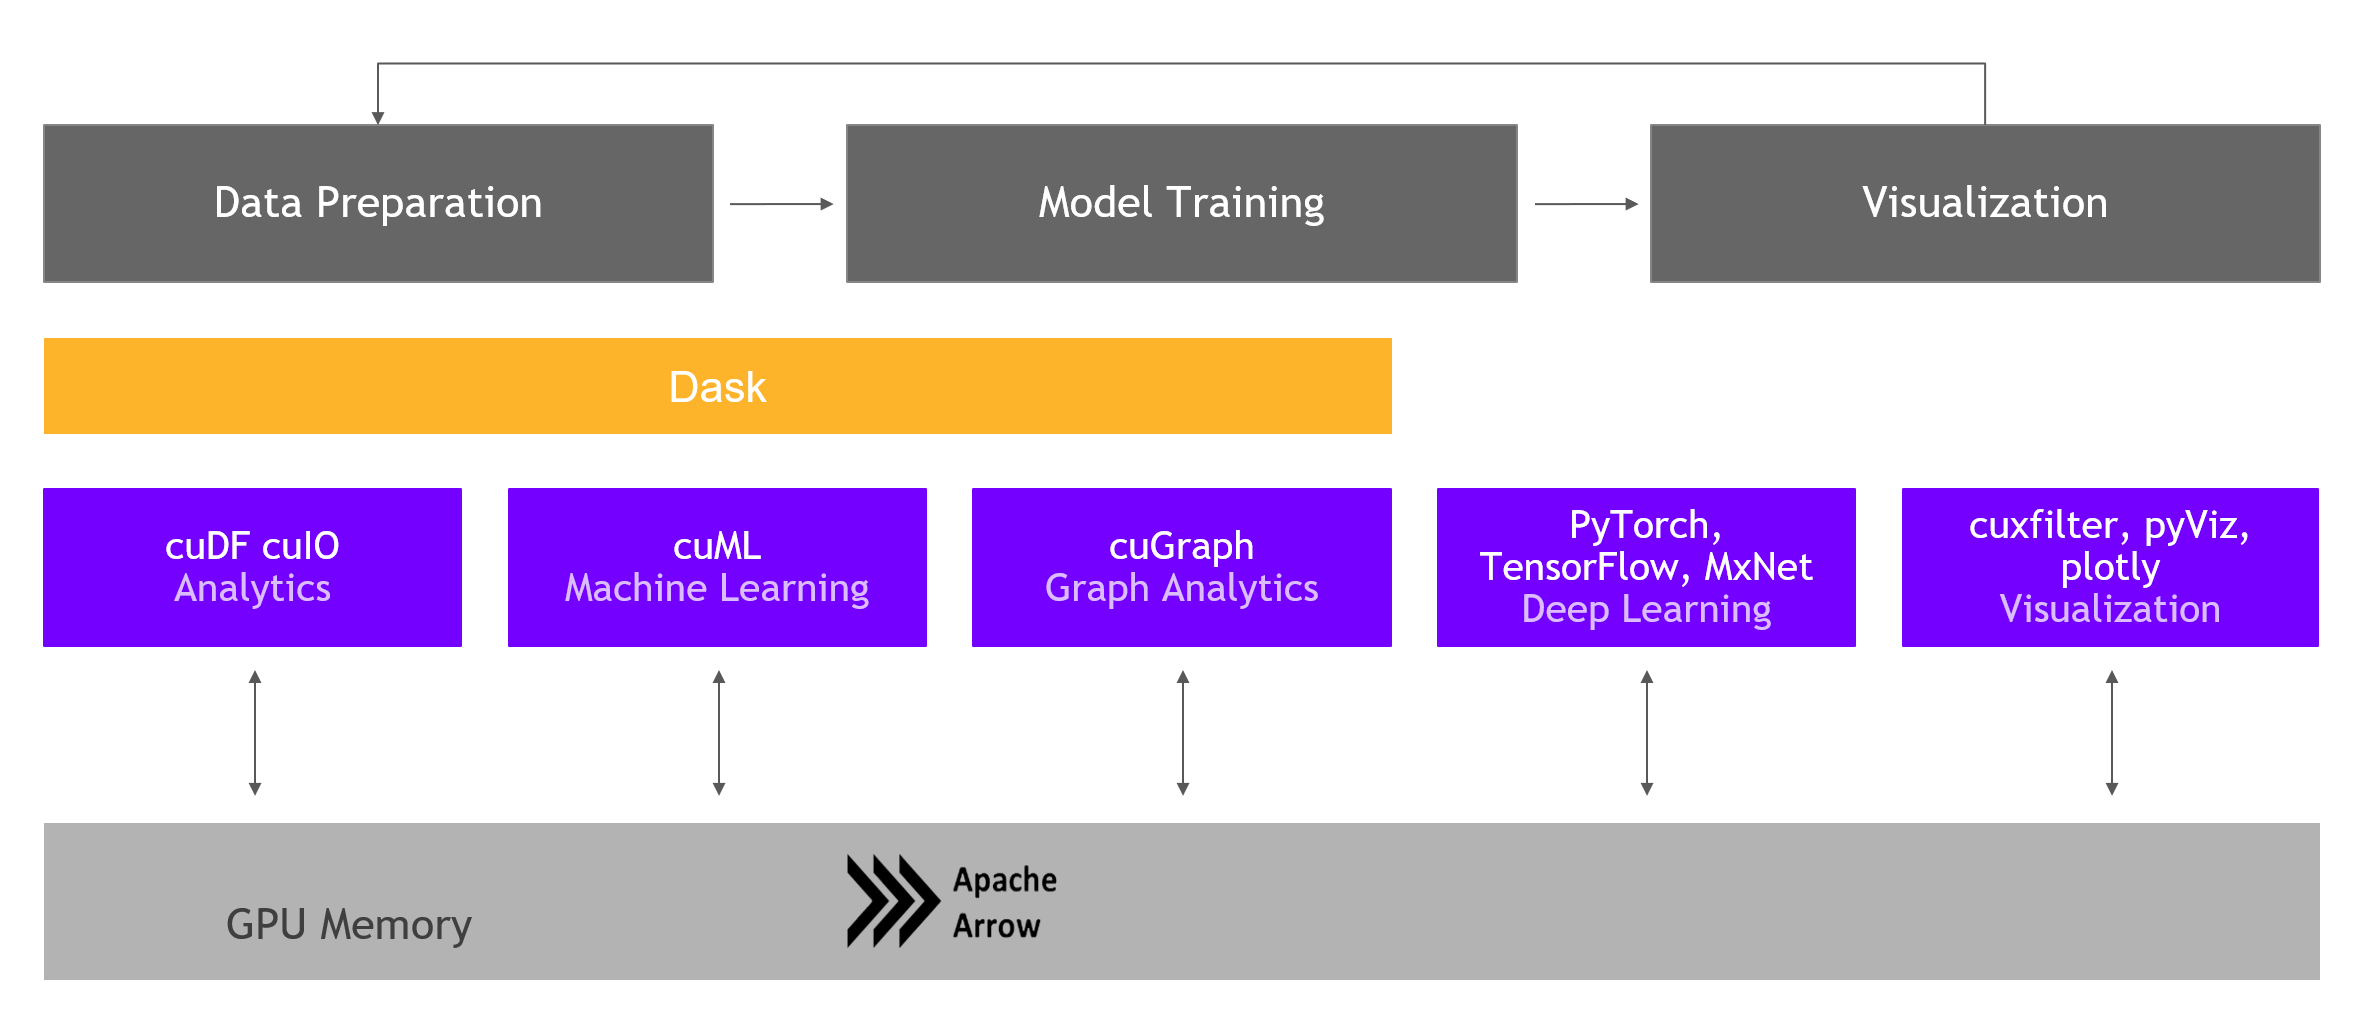 Data Preparation
Model Training
Visualization
Dask
cuDF cuIO
Analytics
cuML
Machine Learning
cuGraph
Graph Analytics
PyTorch,
TensorFlow, MxNet
Deep Learning
cuxfilter, pyViz,
plotly
Visualization
GPU Memory
Apache
Arrow